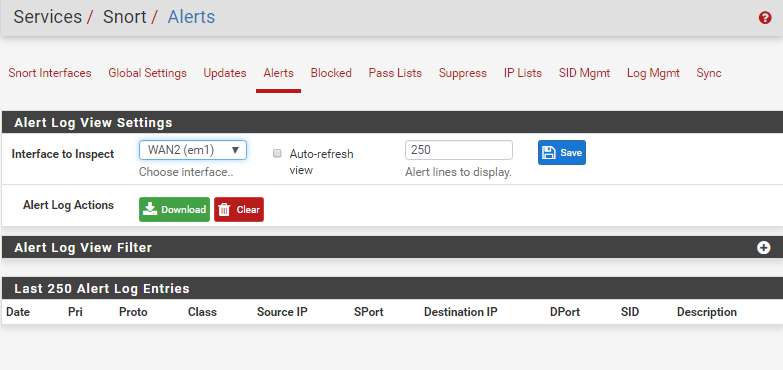 Services / Snort / Alerts
Snort Interfaces Global Settings Updates Alerts Blocked Pass Lists Suppress IP Lists SID Mgmt Log Mgmt Sync
Alert Log View Settings
Interface to Inspect WAN2 (em1) Auto-refresh view 250 Save
Choose interface.. Alert lines to display.
Alert Log Actions Download Clear
Alert Log View Filter
Last 250 Alert Log Entries
Date Pri Proto Class Source IP SPort Destination IP DPort SID Description